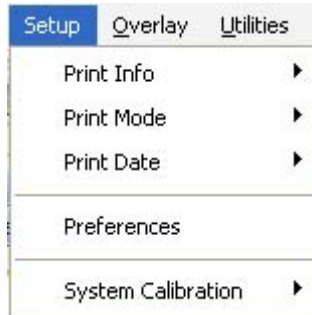 Setup Overlay Utilities
Print Info
Print Mode
Print Date
Preferences
System Calibration